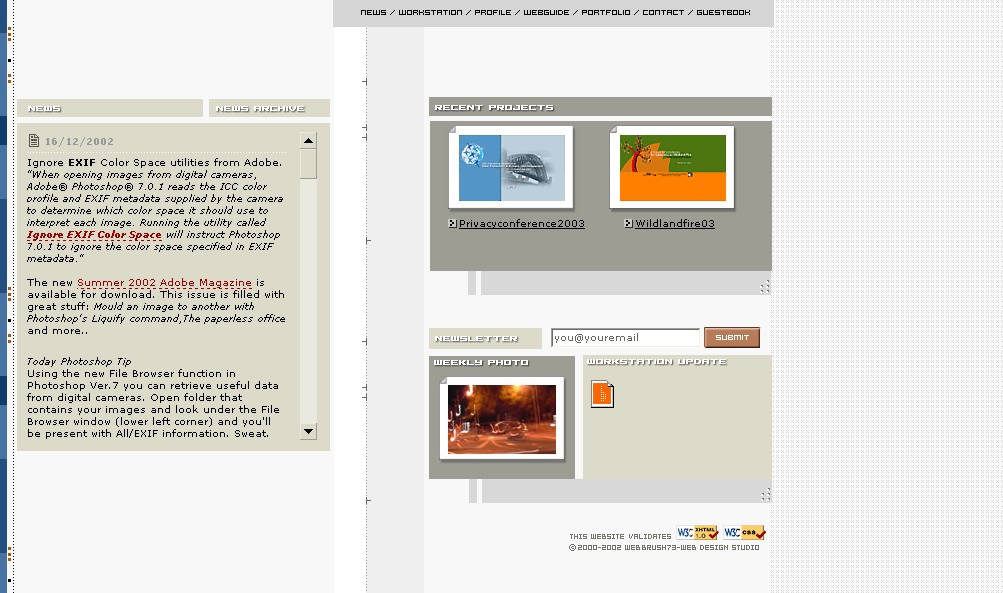 NEWS / WORKSTATION / PROFILE / WEBGUIDE / PORTFOLIO / CONTACT / GUESTBOOK
NEWS
NEWS ARCHIVE
16/12/2002
Ignore EXIF Color Space utilities from Adobe.
"When opening images from digital cameras,
Adobe® Photoshop® 7.0.1 reads the ICC color
profile and EXIF metadata supplied by the camera
to determine which color space it should use to
interpret each image. Running the utility called
Ignore EXIF Color Space will instruct Photoshop
7.0.1 to ignore the color space specified in EXIF
metadata."
The new Summer 2002 Adobe Magazine is
available for download. This issue is filled with
great stuff: Mould an image to another with
Photoshop's Liquify command,The paperless office
and more..
Today Photoshop Tip
Using the new File Browser function in
Photoshop Ver.7 you can retrieve useful data
from digital cameras. Open folder that
contains your images and look under the File
Browser window (lower left corner) and you'll
be present with All/EXIF information. Sweat.
RECENT PROJECTS
Privacyconference2003
Wildlandfire03
NEWSLETTER
you@youremail
SUBMIT
WEEKLY PHOTO
WORKSTATION UPDATE
THIS WEBSITE VALIDATES
W3C XHTML 1.0
W3C CSS
©2000-2002 WEBBRUSH73-WEB DESIGN STUDIO